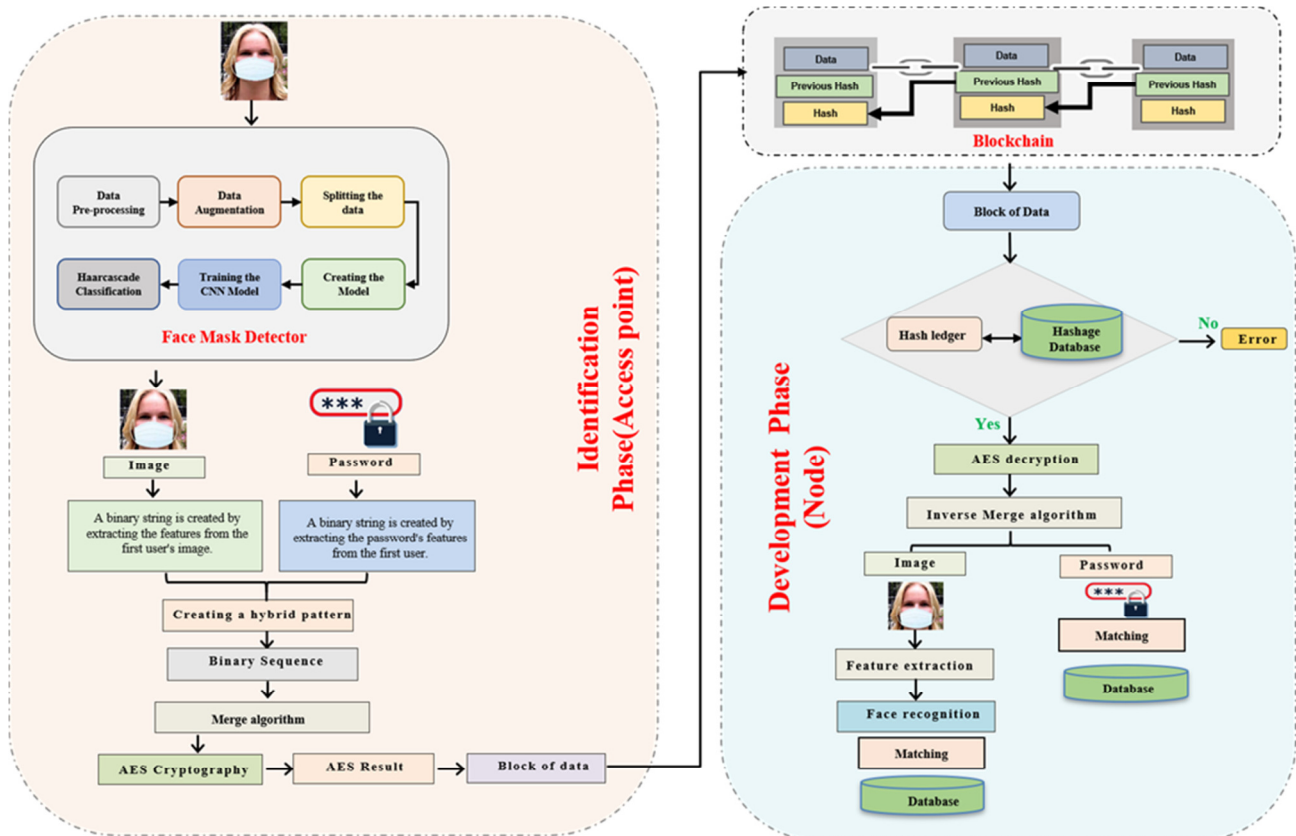 Data
Pre-processing
Data
Augmentation
Splitting the
data
Haarcascade
Classification
Training the
CNN Model
Creating the
Model
Face Mask Detector
***
Image
Password
A binary string is created by
extracting the features from the
first user's image.
A binary string is created by
extracting the password's features
from the first user.
Creating a hybrid pattern
Binary Sequence
Merge algorithm
AES Cryptography
AES Result
Block of data
Identification
Phase(Access point)
Data
Previous Hash
Hash
Data
Previous Hash
Hash
Data
Previous Hash
Hash
Blockchain
Block of Data
Hash ledger
Hashage
Database
No
Error
Yes
AES decryption
Inverse Merge algorithm
Image
Password
***
Matching
Database
Feature extraction
Face recognition
Matching
Database
Development Phase
(Node)